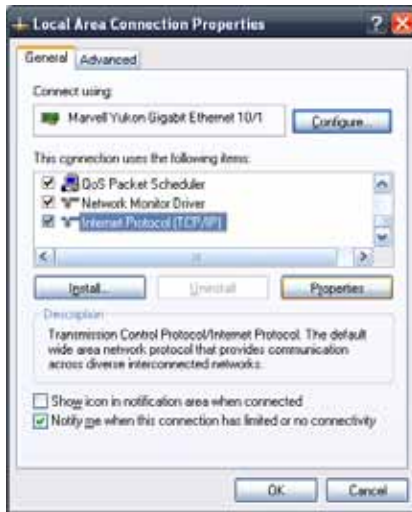 Local Area Connection Properties
General Advanced
Connect using:
Marvell Yukon Gigabit Ethernet 10/1
Configure...
This connection uses the following items:
QoS Packet Scheduler
Network Monitor Driver
Internet Protocol (TCP/IP)
Install... Uninstall Properties
Description
Transmission Control Protocol/Internet Protocol. The default
wide area network protocol that provides communication
across diverse interconnected networks.
Show icon in notification area when connected
Notify me when this connection has limited or no connectivity
OK Cancel